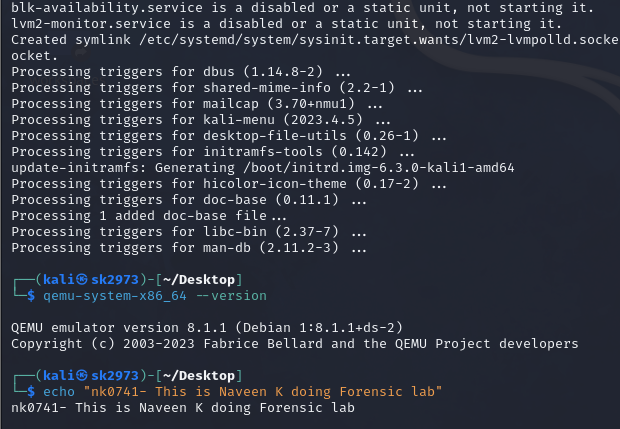 blk-availability.service is a disabled or a static unit, not starting it.
lvm2-monitor.service is a disabled or a static unit, not starting it.
Created symlink /etc/systemd/system/sysinit.target.wants/lvm2-lvmpolld.socke
ocket.
Processing triggers for dbus (1.14.8-2) ...
Processing triggers for shared-mime-info (2.2-1) ...
Processing triggers for mailcap (3.70+nmu1) ...
Processing triggers for kali-menu (2023.4.5) ...
Processing triggers for desktop-file-utils (0.26-1) ...
Processing triggers for initramfs-tools (0.142) ...
update-initramfs: Generating /boot/initrd.img-6.3.0-kali1-amd64
Processing triggers for hicolor-icon-theme (0.17-2) ...
Processing triggers for doc-base (0.11.1) ...
Processing 1 added doc-base file...
Processing triggers for libc-bin (2.37-7) ...
Processing triggers for man-db (2.11.2-3) ...
┌──(kali㉿sk2973)-[~/Desktop]
└─$ qemu-system-x86_64 --version
QEMU emulator version 8.1.1 (Debian 1:8.1.1+ds-2)
Copyright (c) 2003-2023 Fabrice Bellard and the QEMU Project developers
┌──(kali㉿sk2973)-[~/Desktop]
└─$ echo "nk0741- This is Naveen K doing Forensic lab"
nk0741- This is Naveen K doing Forensic lab